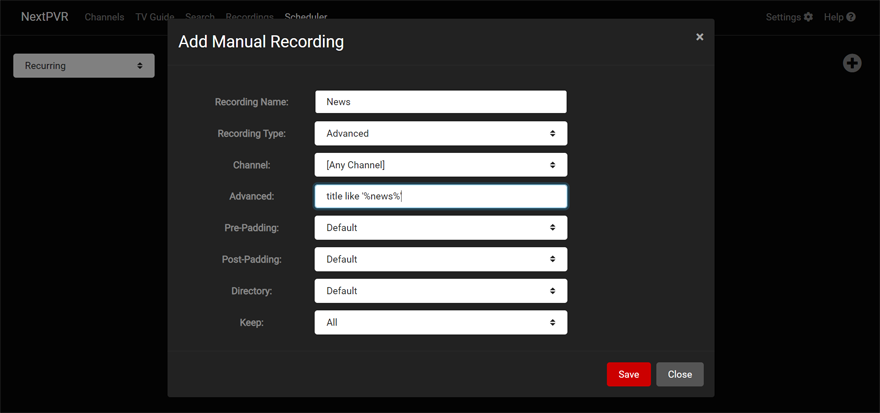 NextPVR Channels TV Guide Search Recordings Scheduler Settings Help
Add Manual Recording ×
Recurring
Recording Name: News
Recording Type: Advanced
Channel: [Any Channel]
Advanced: title like '%news%'
Pre-Padding: Default
Post-Padding: Default
Directory: Default
Keep: All
Save Close